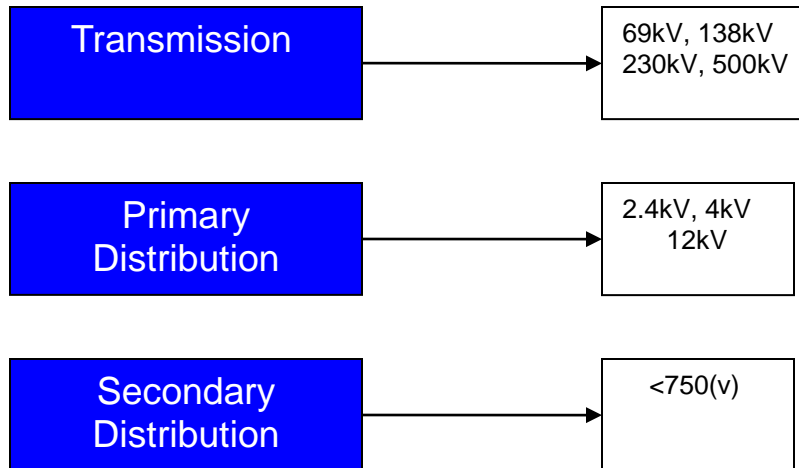 Transmission
69kV, 138kV
230kV, 500kV
Primary
Distribution
2.4kV, 4kV
12kV
Secondary
Distribution
<750(v)